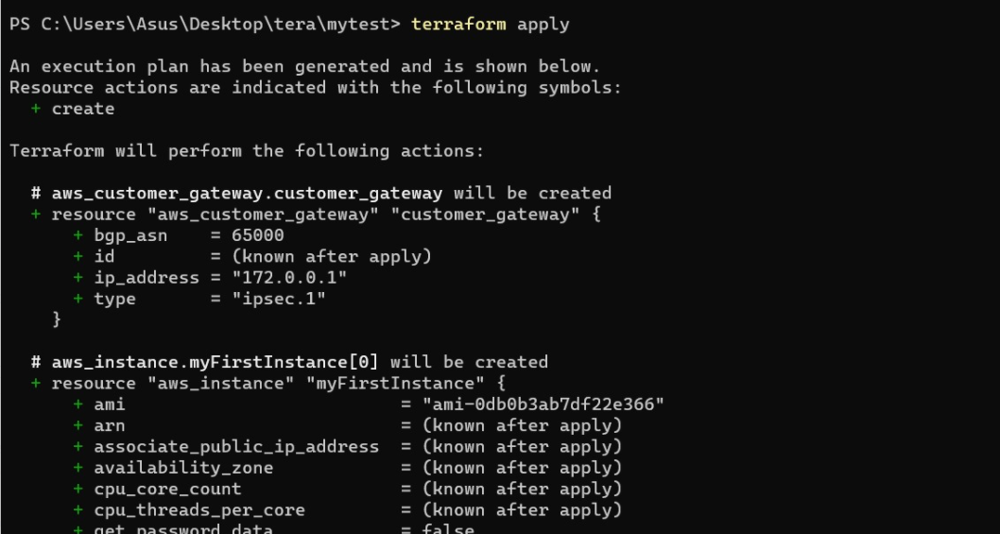 PS C:\Users\Asus\Desktop\tera\mytest> terraform apply
An execution plan has been generated and is shown below.
Resource actions are indicated with the following symbols:
+ create
Terraform will perform the following actions:
# aws_customer_gateway.customer_gateway will be created
+ resource "aws_customer_gateway" "customer_gateway" {
+ bgp_asn = 65000
+ id = (known after apply)
+ ip_address = "172.0.0.1"
+ type = "ipsec.1"
}
# aws_instance.myFirstInstance[0] will be created
+ resource "aws_instance" "myFirstInstance" {
+ ami = "ami-0db0b3ab7df22e366"
+ arn = (known after apply)
+ associate_public_ip_address = (known after apply)
+ availability_zone = (known after apply)
+ cpu_core_count = (known after apply)
+ cpu_threads_per_core = (known after apply)
+ get_password_data = false